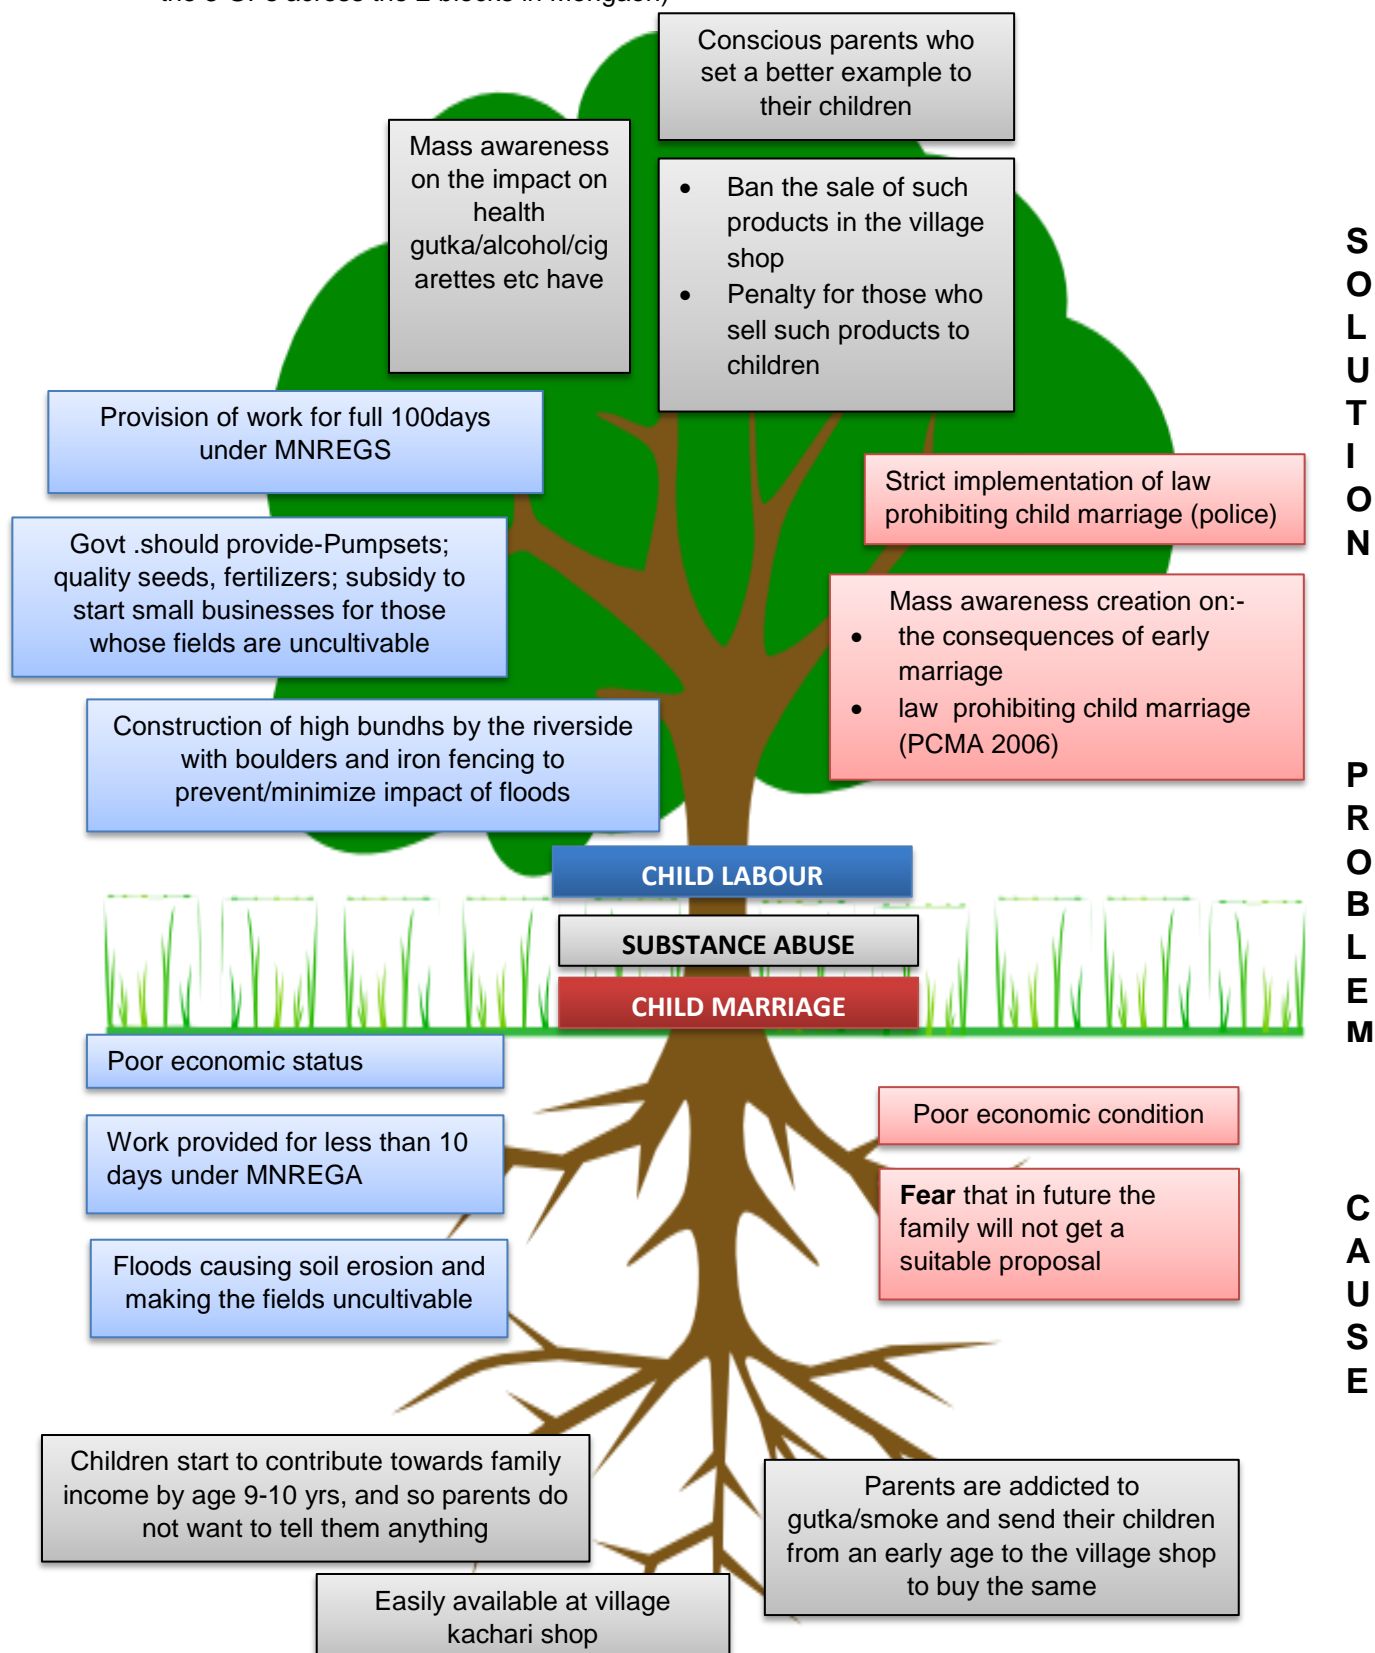 Conscious parents who
set a better example to
their children
Mass awareness
on the impact on
health
gutka/alcohol/cig
arettes etc have
• Ban the sale of such
products in the village
shop
• Penalty for those who
sell such products to
children
S
O
L
U
T
I
O
N
Provision of work for full 100days
under MNREGS
Strict implementation of law
prohibiting child marriage (police)
Govt .should provide-Pumpsets;
quality seeds, fertilizers; subsidy to
start small businesses for those
whose fields are uncultivable
Mass awareness creation on:-
• the consequences of early
marriage
• law prohibiting child marriage
(PCMA 2006)
Construction of high bundhs by the riverside
with boulders and iron fencing to
prevent/minimize impact of floods
P
R
O
B
L
E
M
CHILD LABOUR
SUBSTANCE ABUSE
CHILD MARRIAGE
Poor economic status
Poor economic condition
Work provided for less than 10
days under MNREGA
Fear that in future the
family will not get a
suitable proposal
C
A
U
S
E
Floods causing soil erosion and
making the fields uncultivable
Children start to contribute towards family
income by age 9-10 yrs, and so parents do
not want to tell them anything
Parents are addicted to
gutka/smoke and send their children
from an early age to the village shop
to buy the same
Easily available at village
kachari shop